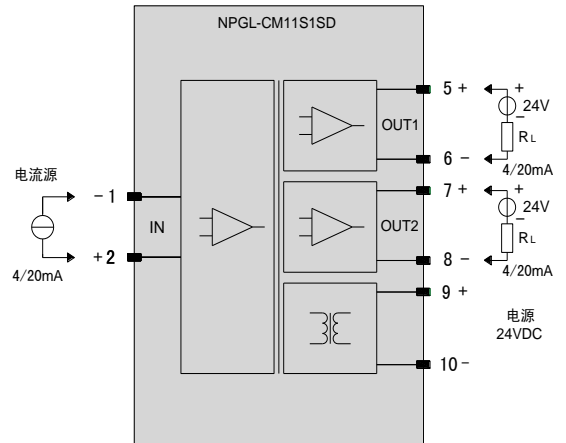 NPGL-CM11S1SD
电流源
- 1
+ 2
4/20mA
IN
OUT1
OUT2
5 +
6 -
7 +
8 -
9 +
10 -
+
24V
-
RL
4/20mA
+
24V
-
RL
4/20mA
电源
24VDC